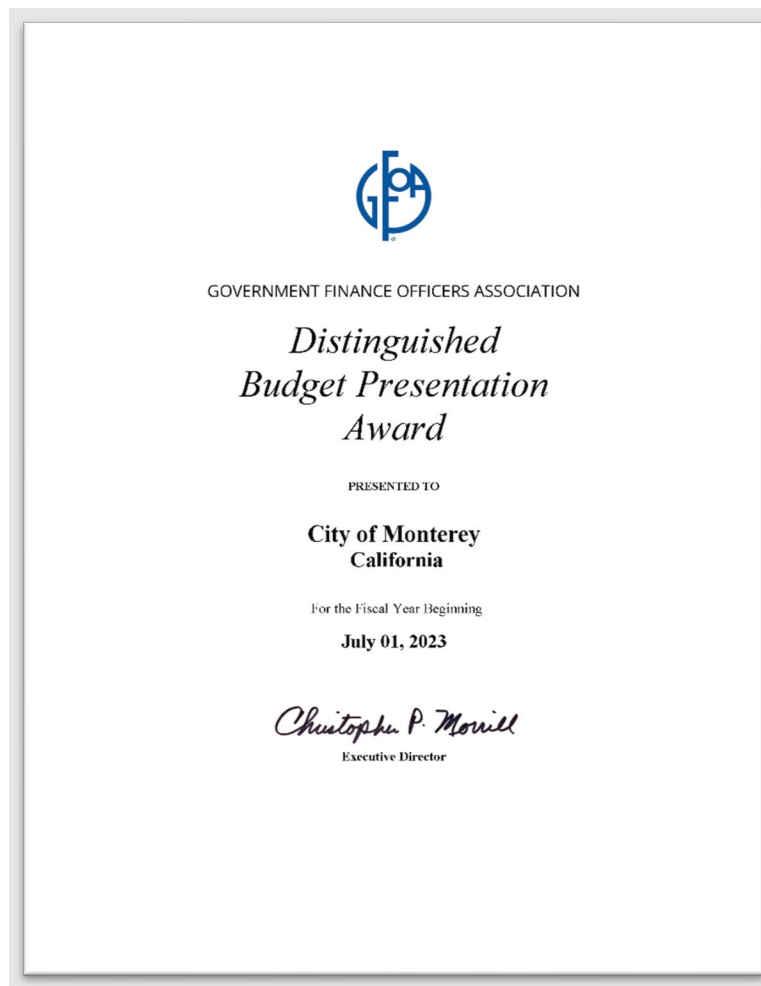 GFOA
GOVERNMENT FINANCE OFFICERS ASSOCIATION
Distinguished
Budget Presentation
Award
PRESENTED TO
City of Monterey
California
For the Fiscal Year Beginning
July 01, 2023
Christopher P. Morrill
Executive Director